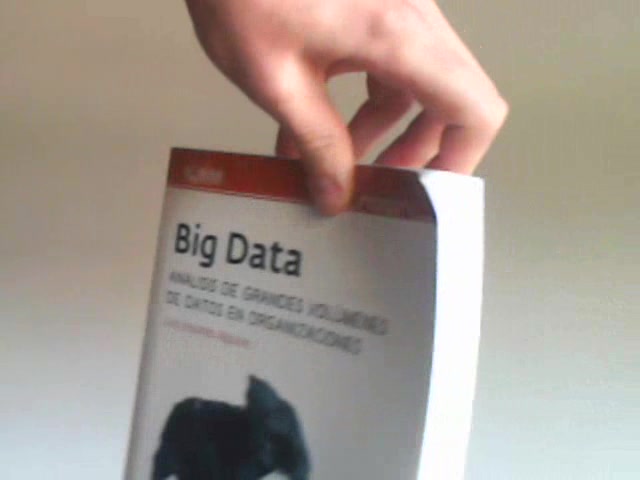 Big Data
ANÁLISIS DE GRANDES VOLÚMENES
DE DATOS EN ORGANIZACIONES